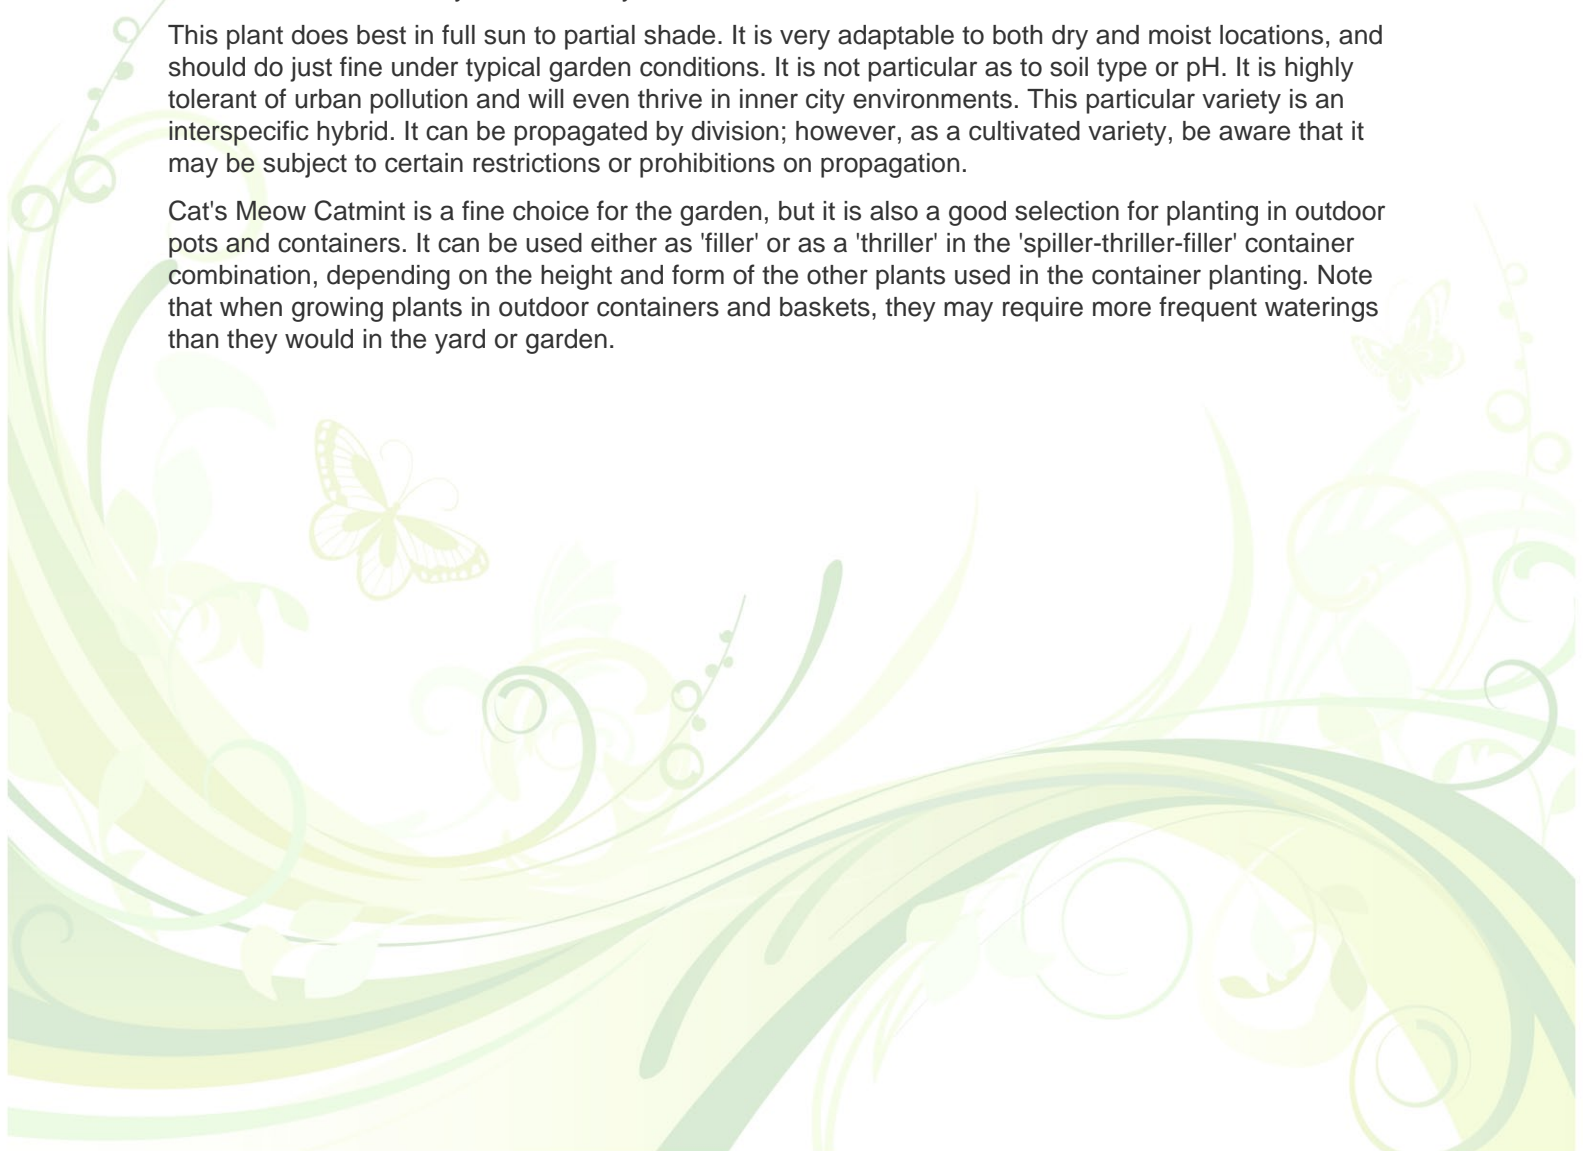 This plant does best in full sun to partial shade. It is very adaptable to both dry and moist locations, and
should do just fine under typical garden conditions. It is not particular as to soil type or pH. It is highly
tolerant of urban pollution and will even thrive in inner city environments. This particular variety is an
interspecific hybrid. It can be propagated by division; however, as a cultivated variety, be aware that it
may be subject to certain restrictions or prohibitions on propagation.
Cat's Meow Catmint is a fine choice for the garden, but it is also a good selection for planting in outdoor
pots and containers. It can be used either as 'filler' or as a 'thriller' in the 'spiller-thriller-filler' container
combination, depending on the height and form of the other plants used in the container planting. Note
that when growing plants in outdoor containers and baskets, they may require more frequent waterings
than they would in the yard or garden.